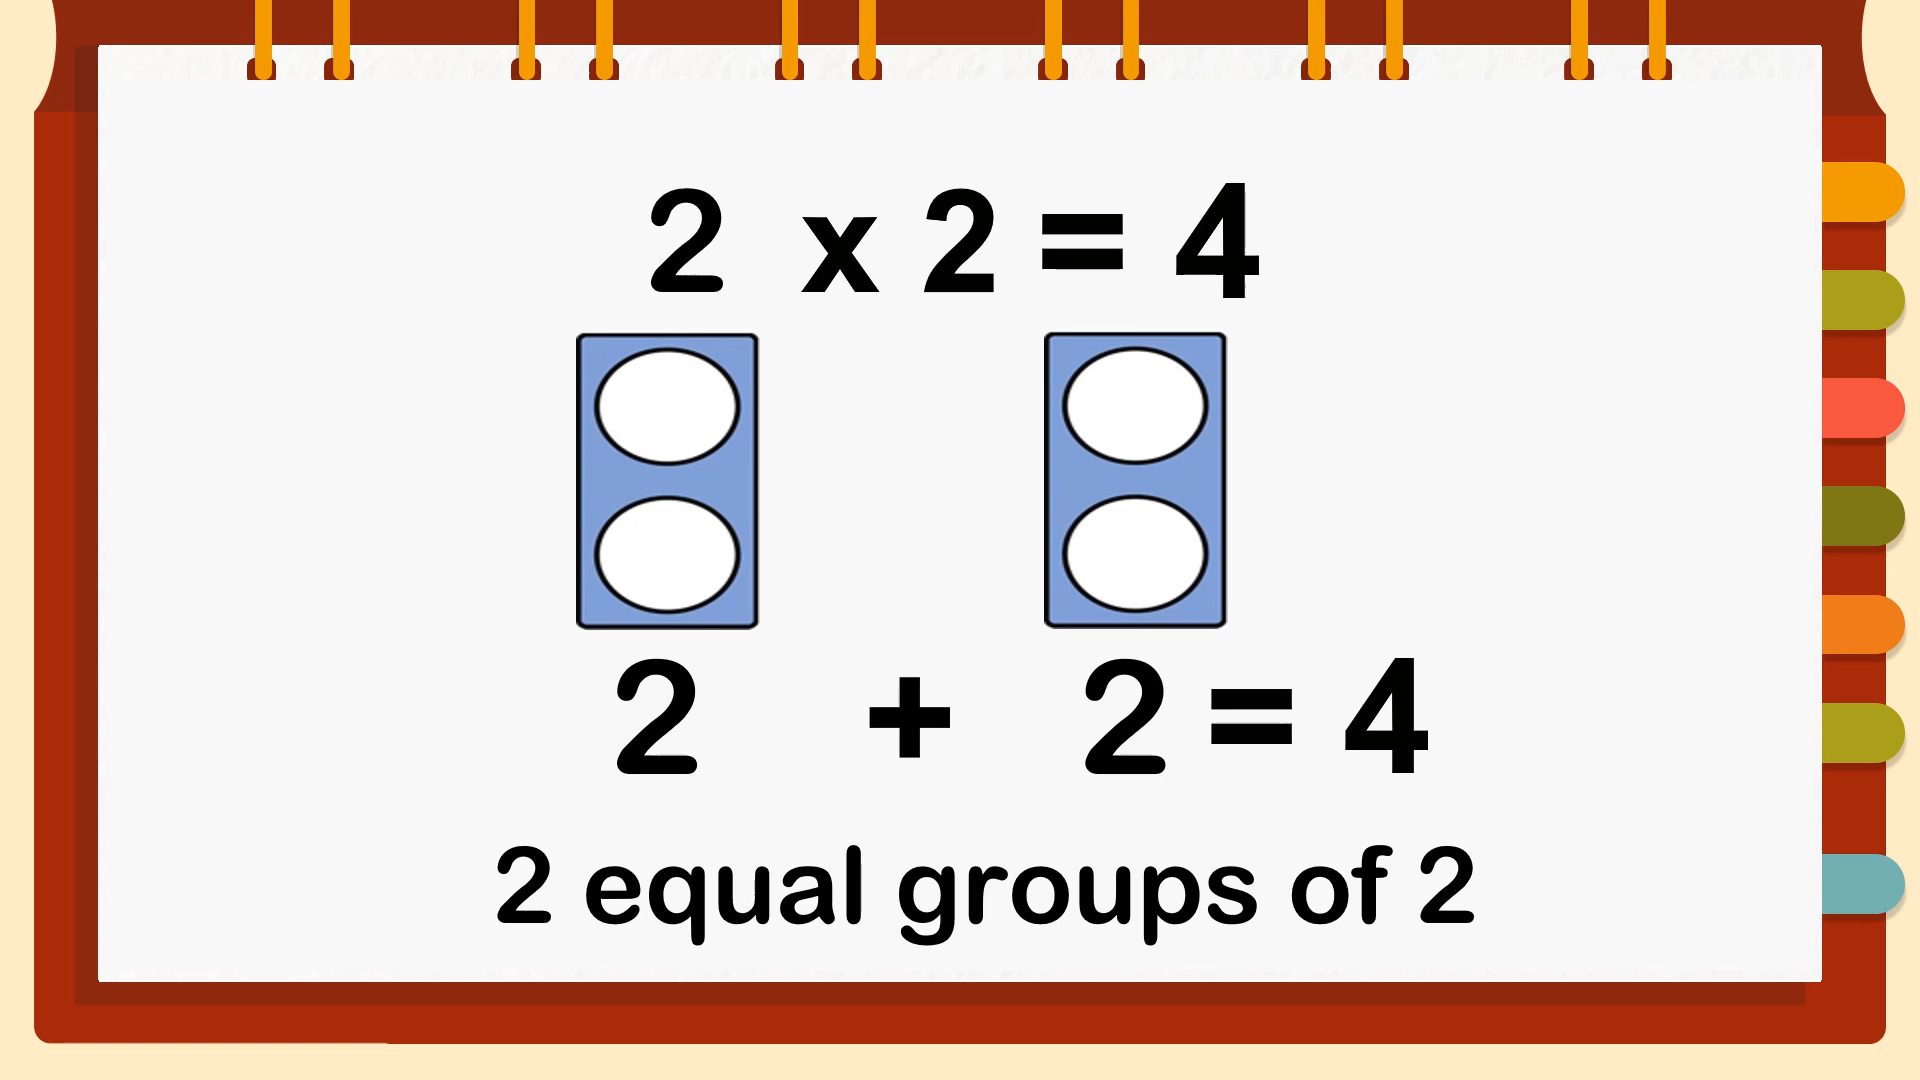 2 x 2 = 4
2 + 2 = 4
2 equal groups of 2